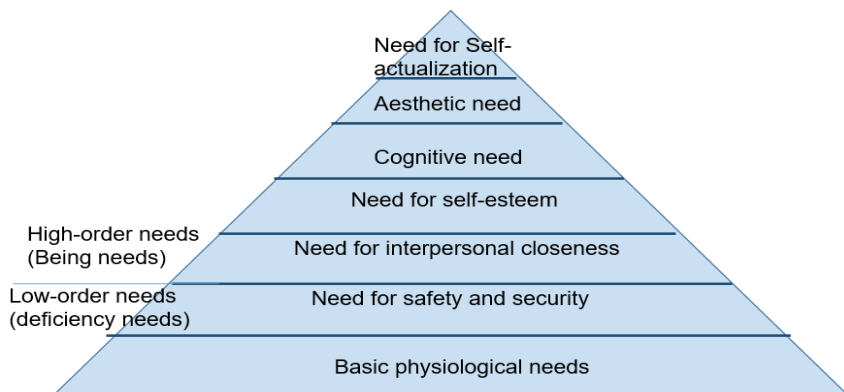 Need for Self-
actualization
Aesthetic need
Cognitive need
Need for self-esteem
High-order needs
(Being needs)
Need for interpersonal closeness
Low-order needs
(deficiency needs)
Need for safety and security
Basic physiological needs